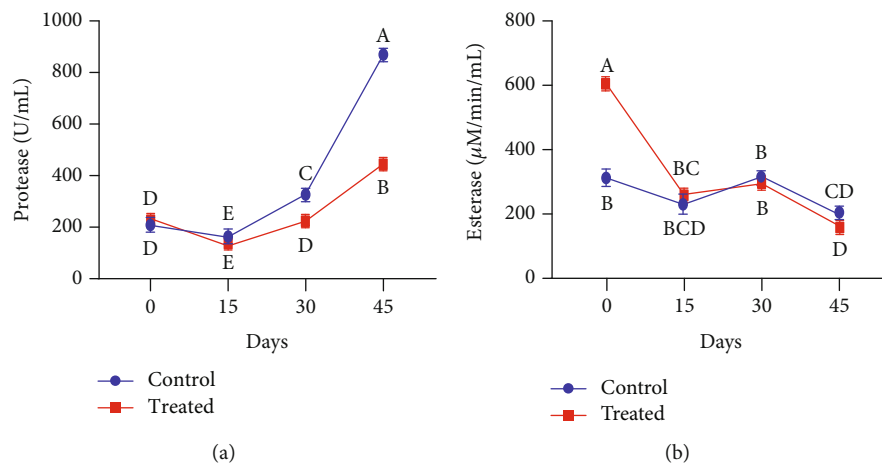 1000
800
600
400
200
0
Protease (U/mL)
A
D
D
E
E
C
D
B
0 15 30 45
Days
Control
Treated
(a)
800
600
400
200
0
Esterase (µM/min/mL)
A
B
BC
BCD
B
B
CD
D
0 15 30 45
Days
Control
Treated
(b)